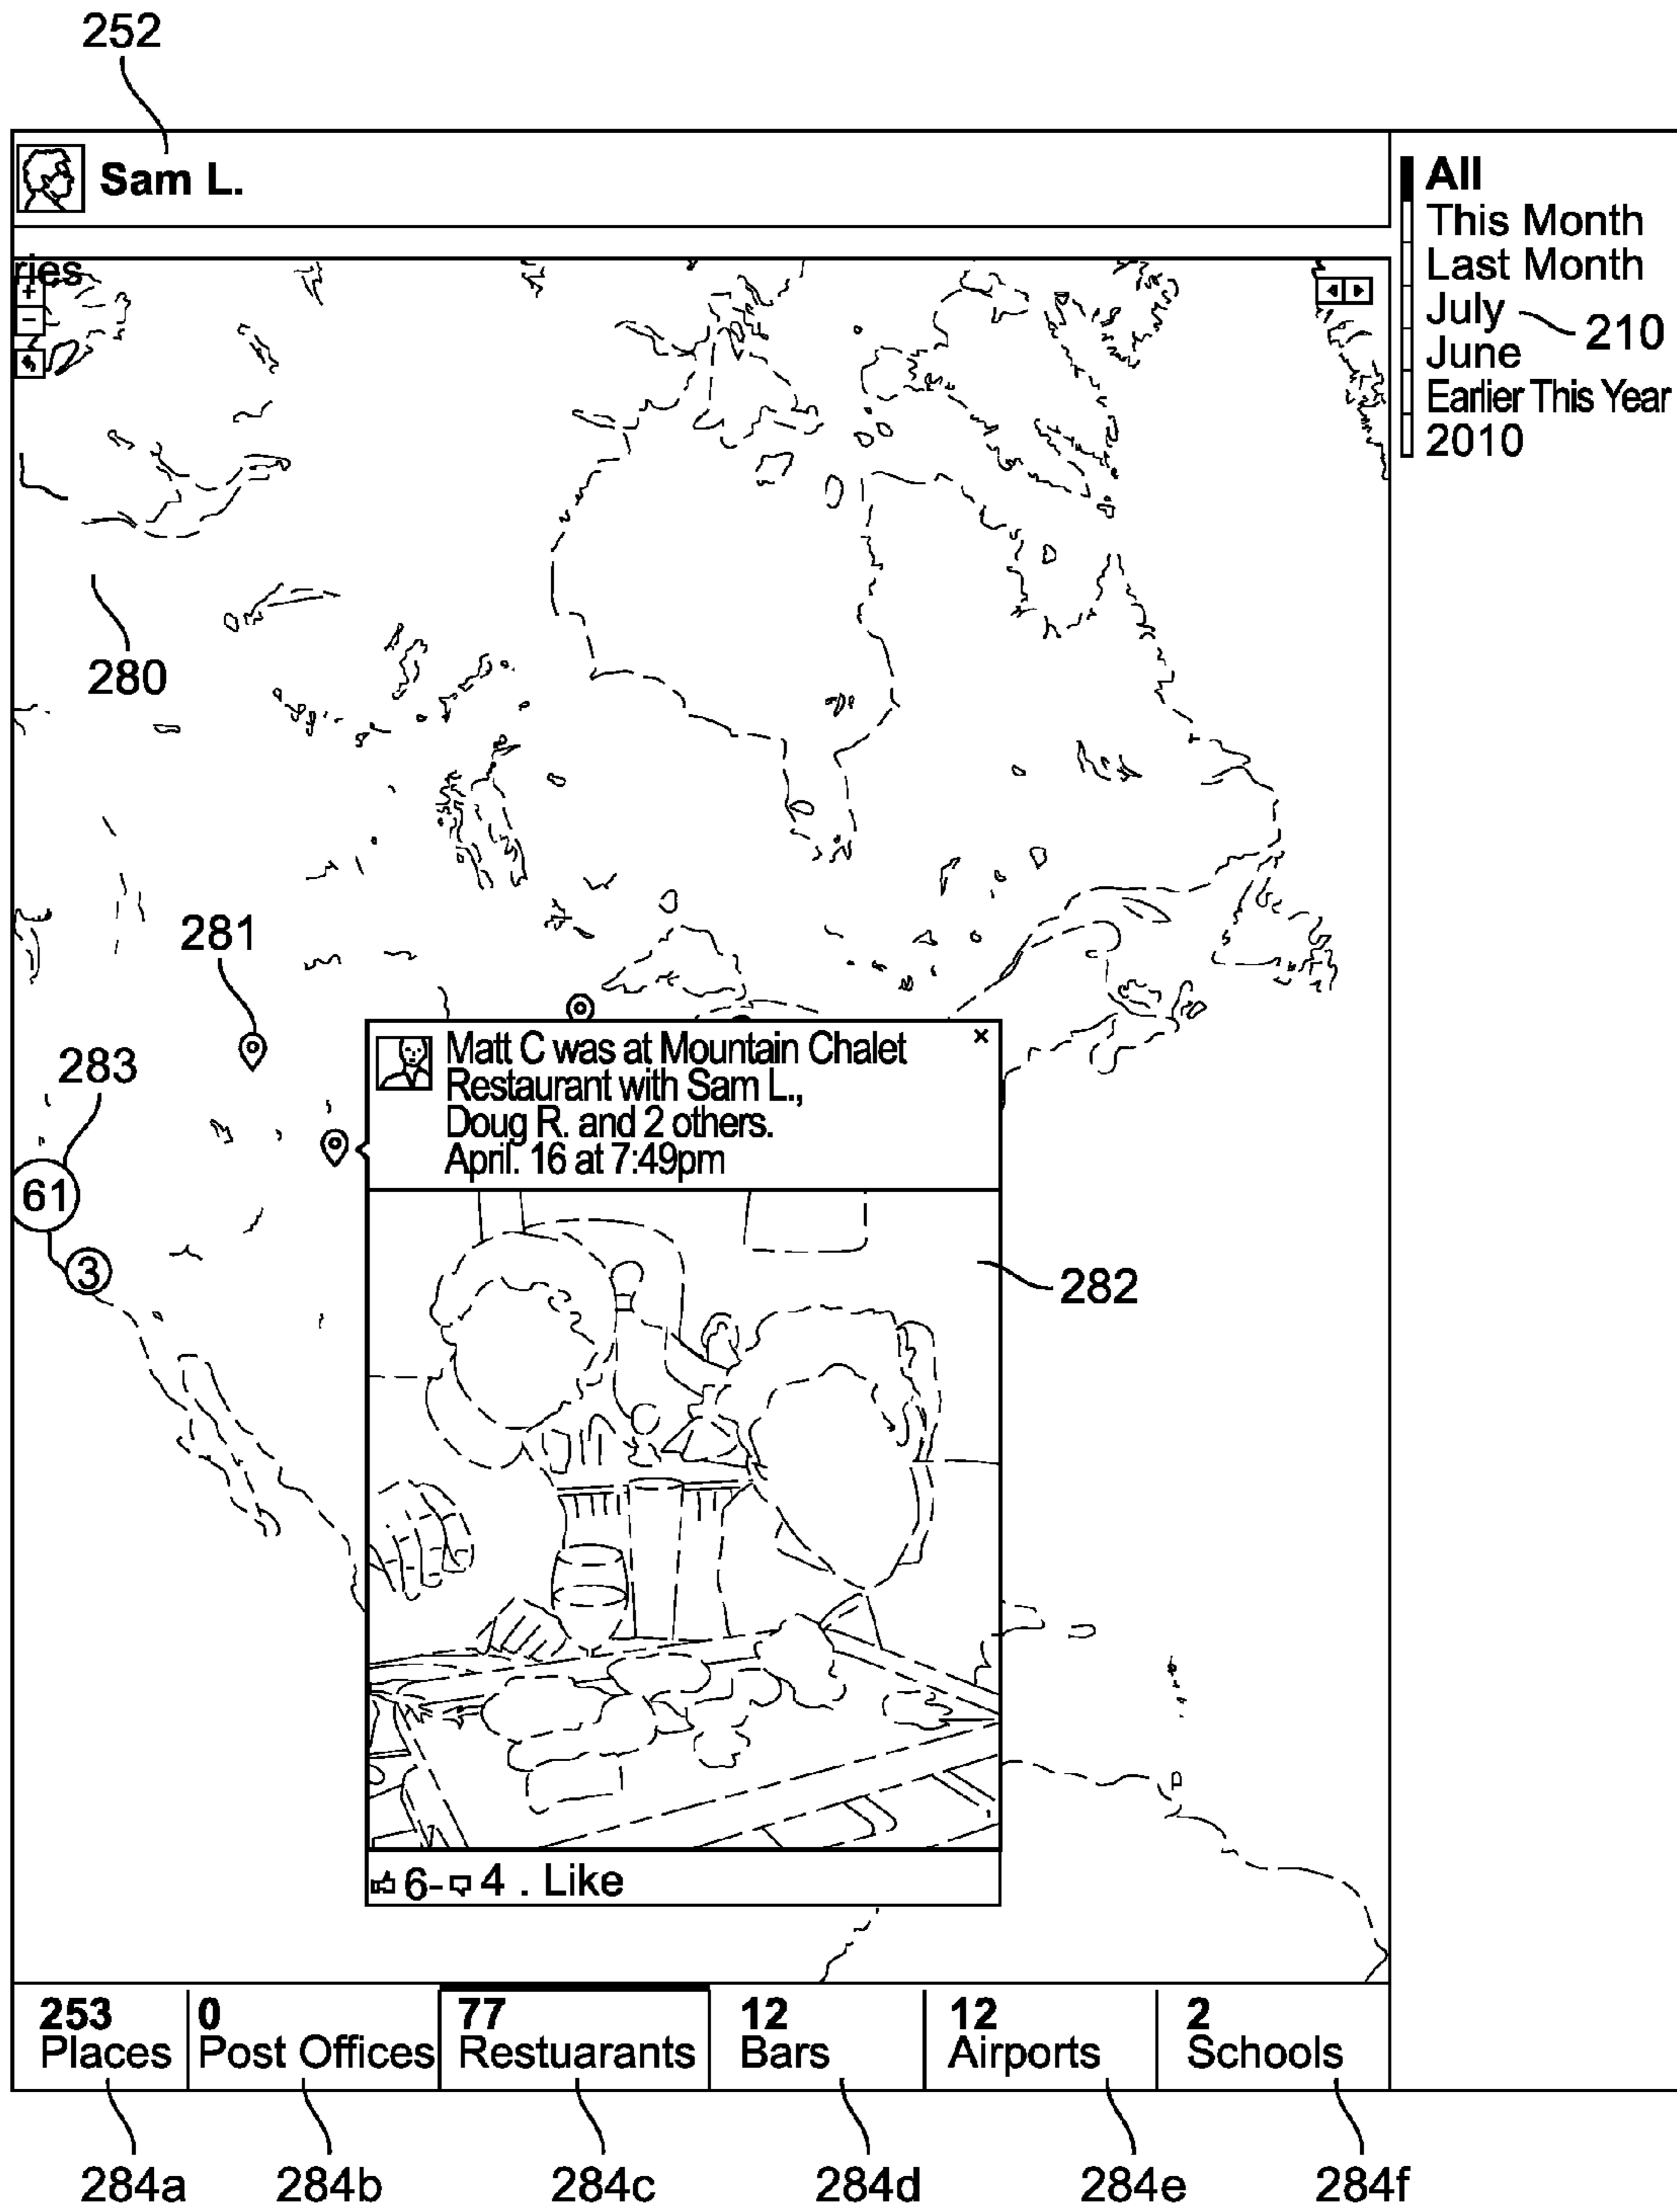 252
Sam L.
All
This Month
Last Month
July
210
June
Earlier This Year
2010
ries
+
−
280
281
283
61
3
Matt C was at Mountain Chalet
Restaurant with Sam L.,
Doug R. and 2 others.
April. 16 at 7:49pm
×
282
6- 4 . Like
253
Places
0
Post Offices
77
Restuarants
12
Bars
12
Airports
2
Schools
284a 284b 284c 284d 284e 284f